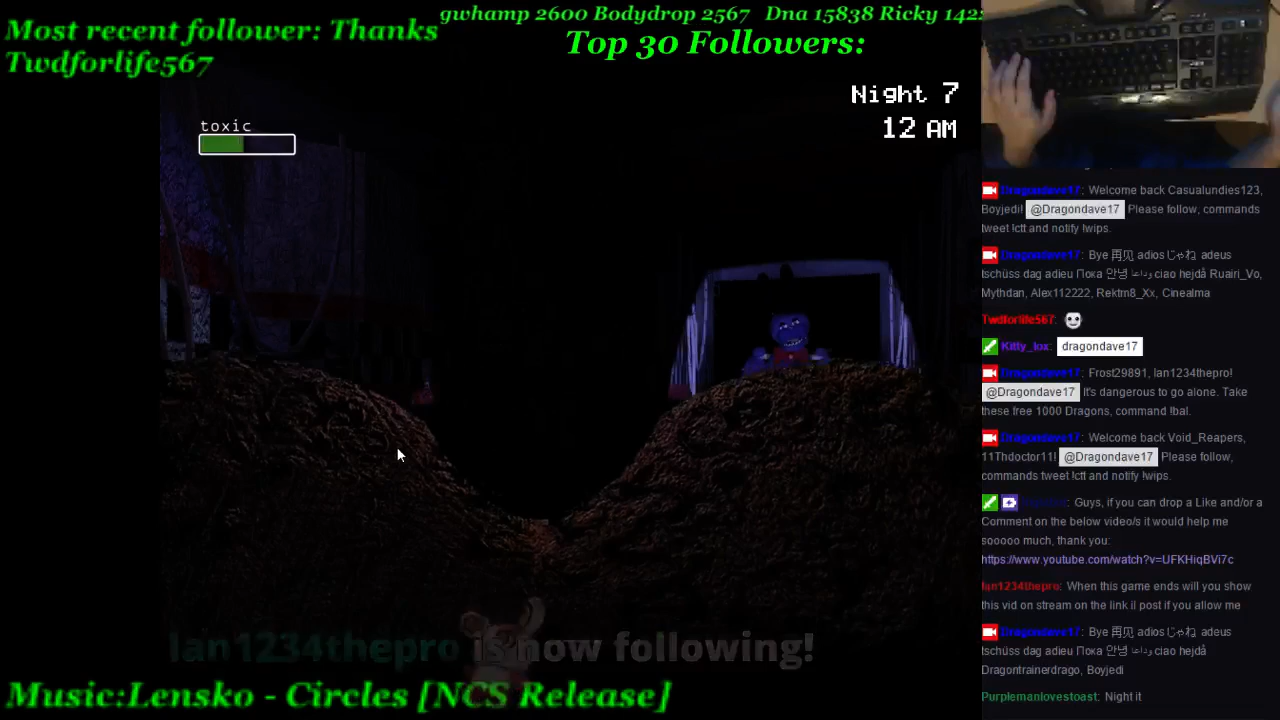 gwhamp 2600 Bodydrop 2567 Dna 15838 Ricky 142
Most recent follower: Thanks
Twdforlife567
Top 30 Followers:
Night 7
12 AM
toxic
Dragondave17: Welcome back Casualundies123,
Boyjedi! @Dragondave17 Please follow, commands
tweet !ctt and notify !wips.
Dragondave17: Bye 再见 adios じゃね adeus
tschüss dag adieu Пока 안녕 وداعا ciao hejdå Ruairi_Vo,
Mythdan, Alex112222, Rektm8_Xx, Cinealma
Twdforlife567:
Kitty_lox: dragondave17
Dragondave17: Frost29891, Ian1234thepro!
@Dragondave17 It's dangerous to go alone. Take
these free 1000 Dragons, command !bal.
Dragondave17: Welcome back Void_Reapers,
11Thdoctor11! @Dragondave17 Please follow,
commands tweet !ctt and notify !wips.
: Guys, if you can drop a Like and/or a
Comment on the below video/s it would help me
sooooo much, thank you:
https://www.youtube.com/watch?v=UFKHiqBVi7c
Ian1234thepro: When this game ends will you show
this vid on stream on the link il post if you allow me
Dragondave17: Bye 再见 adios じゃね adeus
tschüss dag adieu Пока 안녕 وداعا ciao hejdå
Dragontrainerdrago, Boyjedi
Purplemanlovestoast: Night it
Ian1234thepro is now following!
Music:Lensko - Circles [NCS Release]